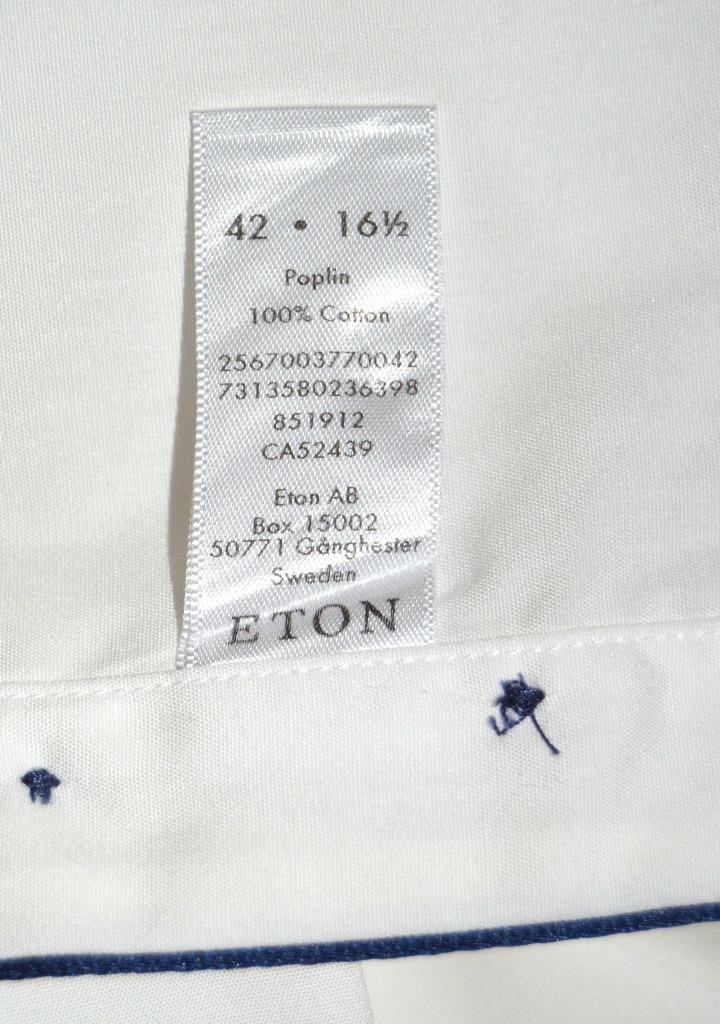 42 • 16½
Poplin
100% Cotton
2567003770042
7313580236398
851912
CA52439
Eton AB
Box 15002
50771 Gånghester
Sweden
ETON